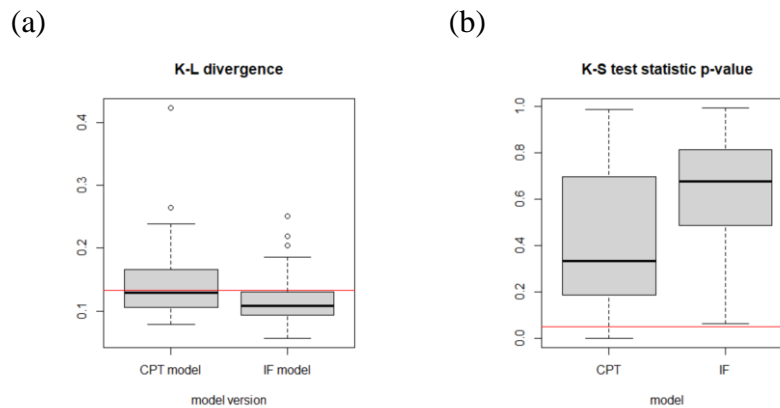 (a)
K-L divergence
0.4
0.3
0.2
0.1
CPT model IF model
model version
(b)
K-S test statistic p-value
1.0
0.8
0.6
0.4
0.2
0.0
CPT IF
model